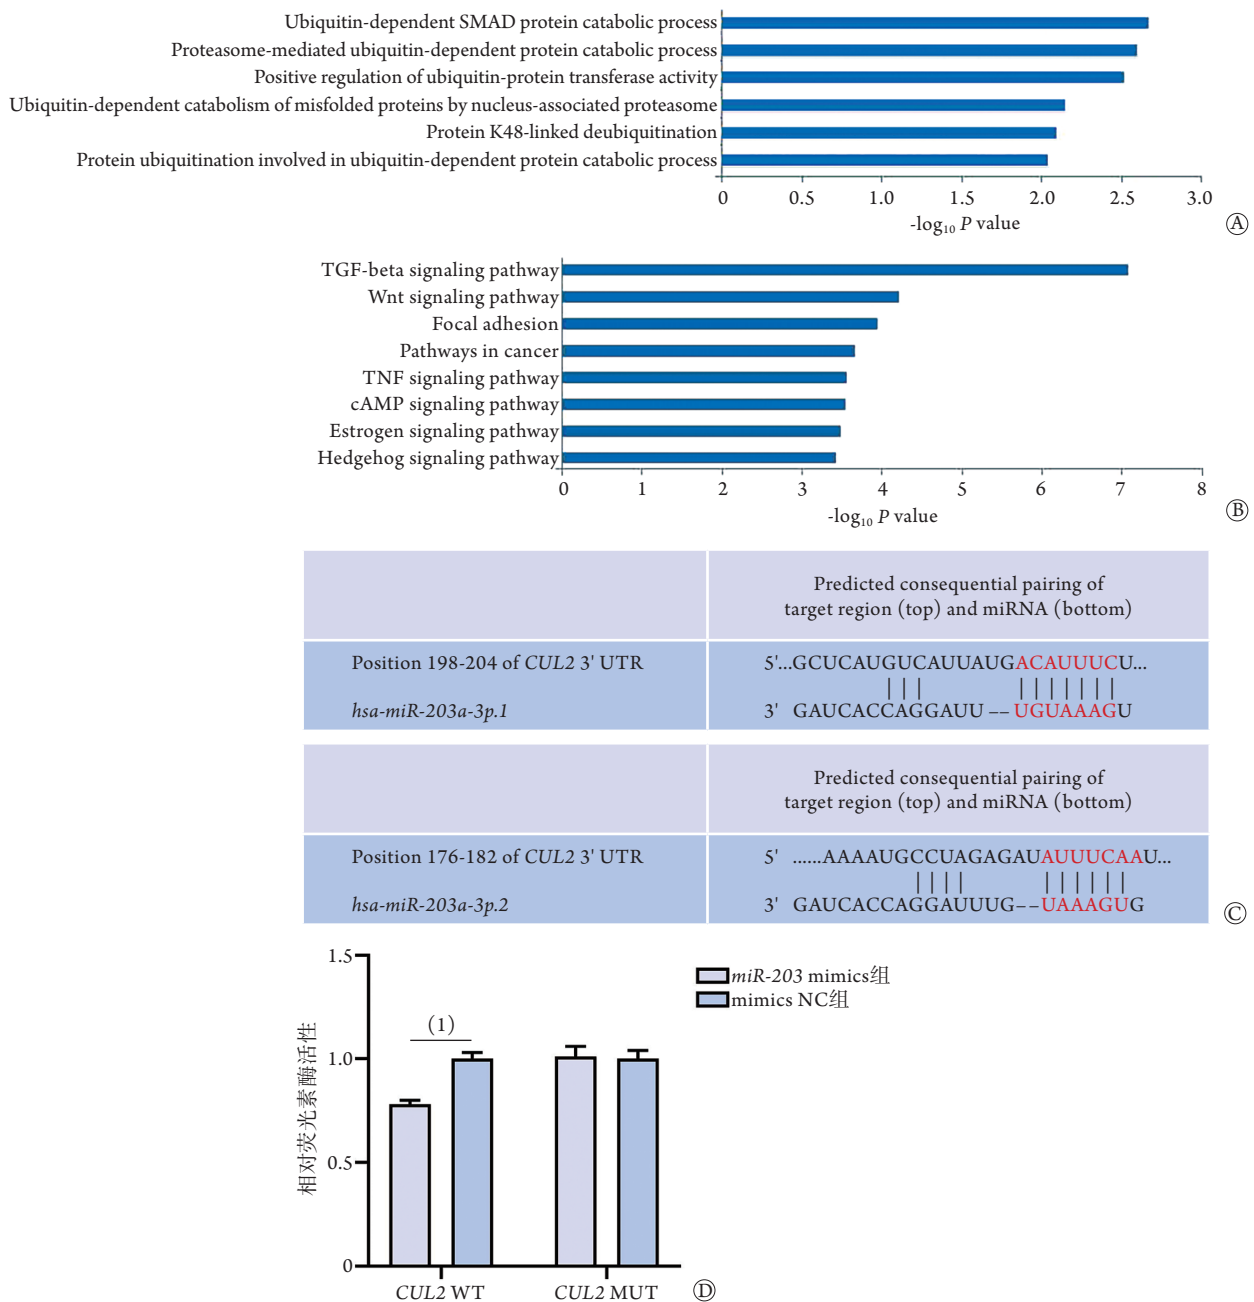 Ubiquitin-dependent SMAD protein catabolic process
Proteasome-mediated ubiquitin-dependent protein catabolic process
Positive regulation of ubiquitin-protein transferase activity
Ubiquitin-dependent catabolism of misfolded proteins by nucleus-associated proteasome
Protein K48-linked deubiquitination
Protein ubiquitination involved in ubiquitin-dependent protein catabolic process
0 0.5 1.0 1.5 2.0 2.5 3.0
-log₁₀ P value
Ⓐ
TGF-beta signaling pathway
Wnt signaling pathway
Focal adhesion
Pathways in cancer
TNF signaling pathway
cAMP signaling pathway
Estrogen signaling pathway
Hedgehog signaling pathway
0 1 2 3 4 5 6 7 8
-log₁₀ P value
Ⓑ
Predicted consequential pairing of
target region (top) and miRNA (bottom)
Position 198-204 of CUL2 3' UTR 5'...GCUCAUGUCAUUAUGACAUUUCU...
hsa-miR-203a-3p.1 3' GAUCACCAGGAUU --UGUAAAGU
Predicted consequential pairing of
target region (top) and miRNA (bottom)
Position 176-182 of CUL2 3' UTR 5' ......AAAAUGCCUAGAGAUAUUUCAAU...
hsa-miR-203a-3p.2 3' GAUCACCAGGAUUUG--UAAAGUG
Ⓒ
1.5
1.0
0.5
0
相对荧光素酶活性
(1)
miR-203 mimics组
mimics NC组
CUL2 WT CUL2 MUT
Ⓓ